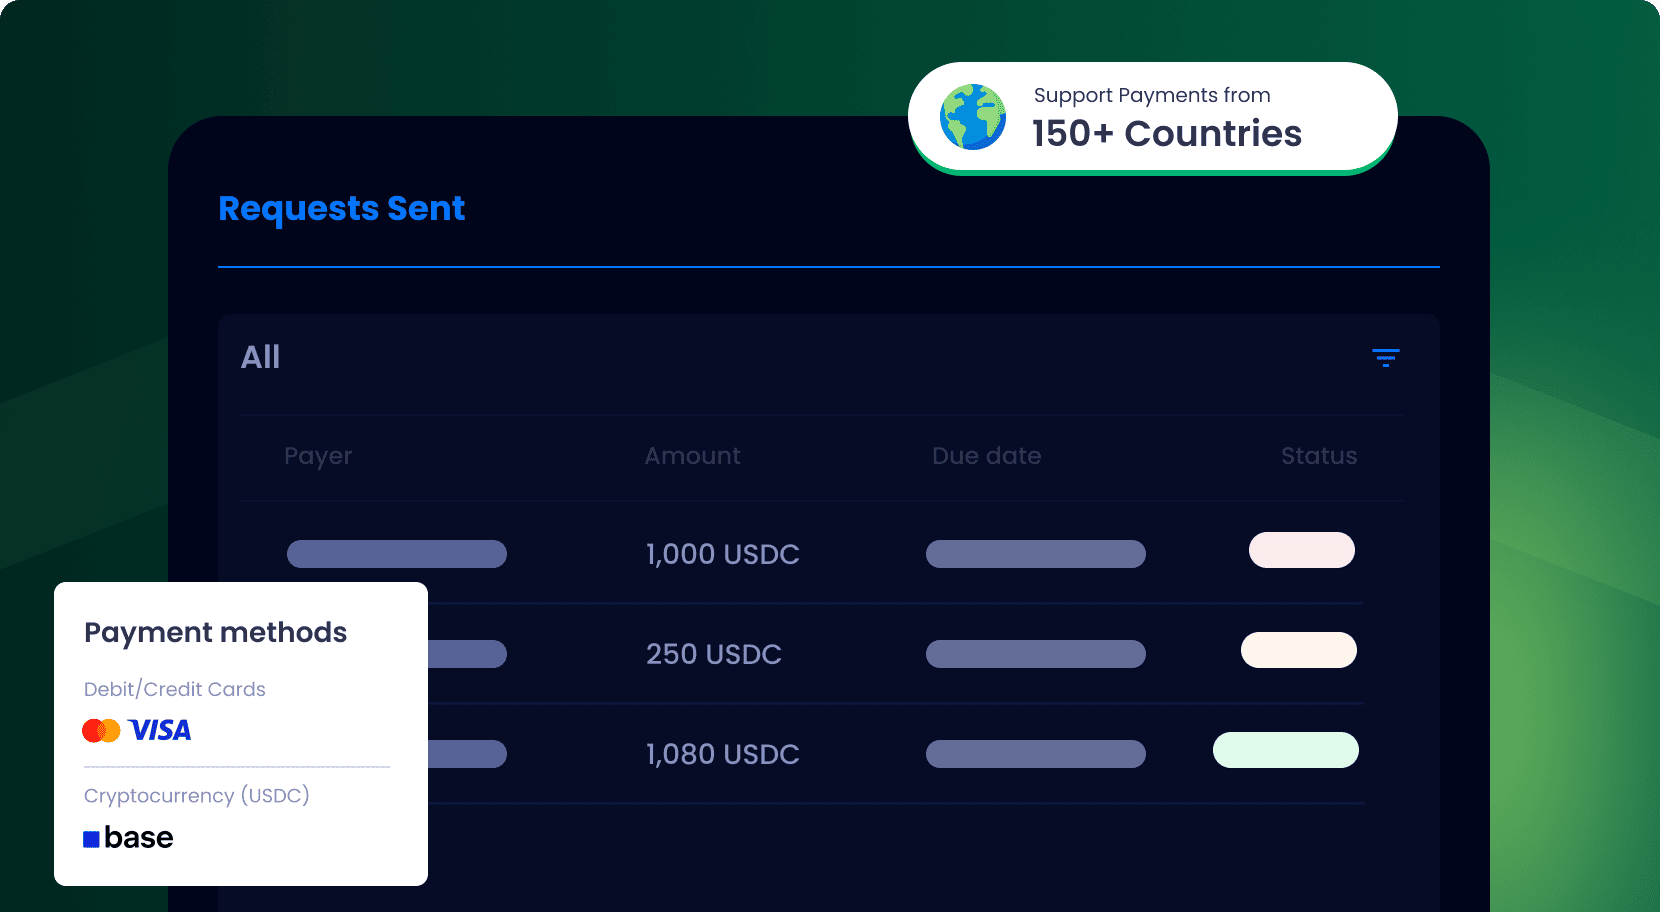 Support Payments from
150+ Countries
Requests Sent
All
Payer Amount Due date Status
1,000 USDC
250 USDC
1,080 USDC
Payment methods
Debit/Credit Cards
VISA
Cryptocurrency (USDC)
base